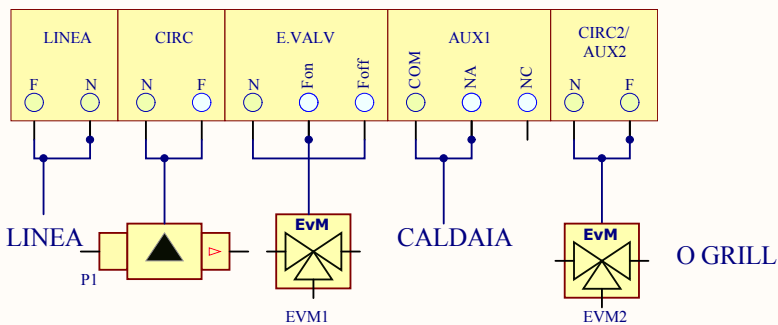 LINEA CIRC E.VALV AUX1 CIRC2/
AUX2
F N N F N Fon Foff COM NA NC N F
EvM
EvM
LINEA CALDAIA O GRILL
P1
EVM1 EVM2